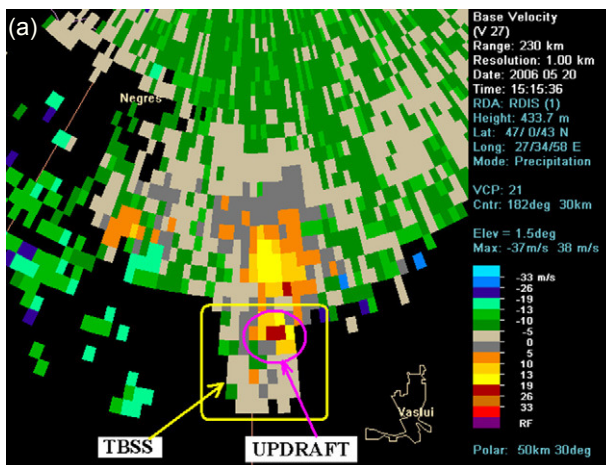 (a)
Base Velocity
(V 27)
Range: 230 km
Resolution: 1.00 km
Date: 2006 05 20
Time: 15:15:36
RDA: RDIS (1)
Height: 433.7 m
Lat: 47/ 0/43 N
Long: 27/34/58 E
Mode: Precipitation
VCP: 21
Cntr: 182deg 30km
Elev = 1.5deg
Max: -37m/s 38 m/s
-33 m/s
-26
-19
-13
-10
-5
0
5
10
13
19
26
33
RF
Polar: 50km 30deg
Negres
Vaslui
TBSS
UPDRAFT